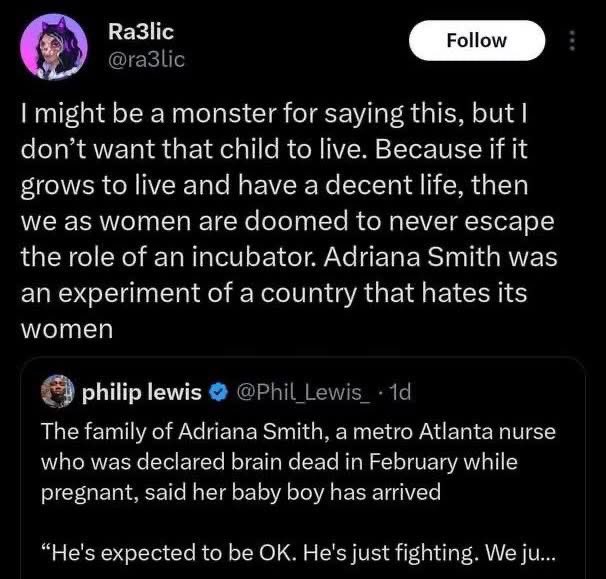 Ra3lic
Follow
@ra3lic
I might be a monster for saying this, but I
don’t want that child to live. Because if it
grows to live and have a decent life, then
we as women are doomed to never escape
the role of an incubator. Adriana Smith was
an experiment of a country that hates its
women
philip lewis @Phil_Lewis_ · 1d
The family of Adriana Smith, a metro Atlanta nurse
who was declared brain dead in February while
pregnant, said her baby boy has arrived
“He's expected to be OK. He's just fighting. We ju...